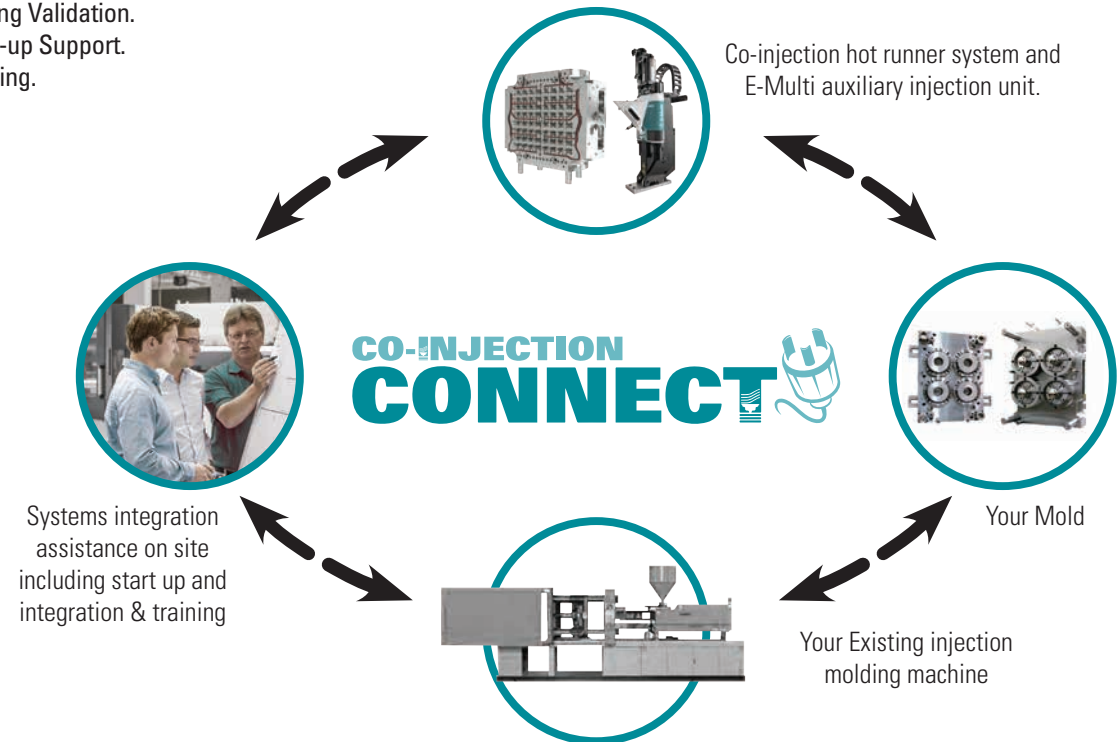 ng Validation.
-up Support.
ing.
Co-injection hot runner system and
E-Multi auxiliary injection unit.
CO-INJECTION
CONNECT
Systems integration
assistance on site
including start up and
integration & training
Your Mold
Your Existing injection
molding machine